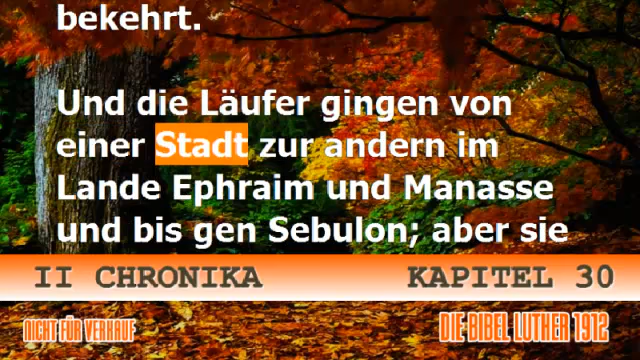 bekehrt.
Und die Läufer gingen von
einer Stadt zur andern im
Lande Ephraim und Manasse
und bis gen Sebulon; aber sie
II CHRONIKA KAPITEL 30
NICHT FÜR VERKAUF DIE BIBEL LUTHER 1912